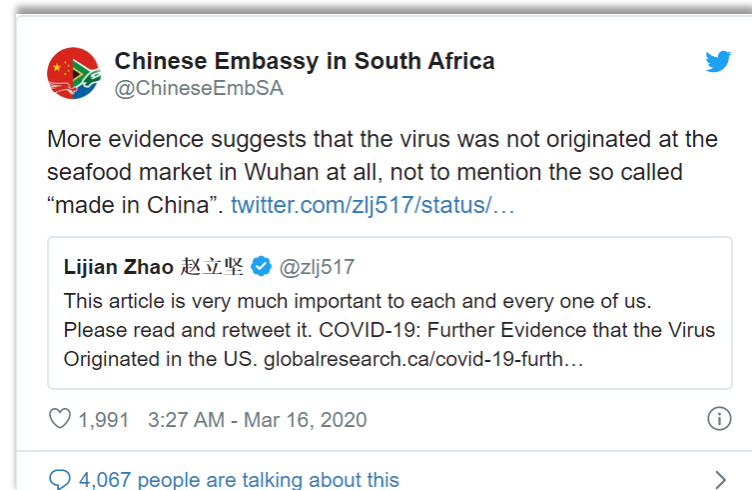 Chinese Embassy in South Africa
@ChineseEmbSA
More evidence suggests that the virus was not originated at the
seafood market in Wuhan at all, not to mention the so called
“made in China”. twitter.com/zlj517/status/…
Lijian Zhao 赵立坚 @zlj517
This article is very much important to each and every one of us.
Please read and retweet it. COVID-19: Further Evidence that the Virus
Originated in the US. globalresearch.ca/covid-19-furth…
1,991 3:27 AM - Mar 16, 2020
4,067 people are talking about this